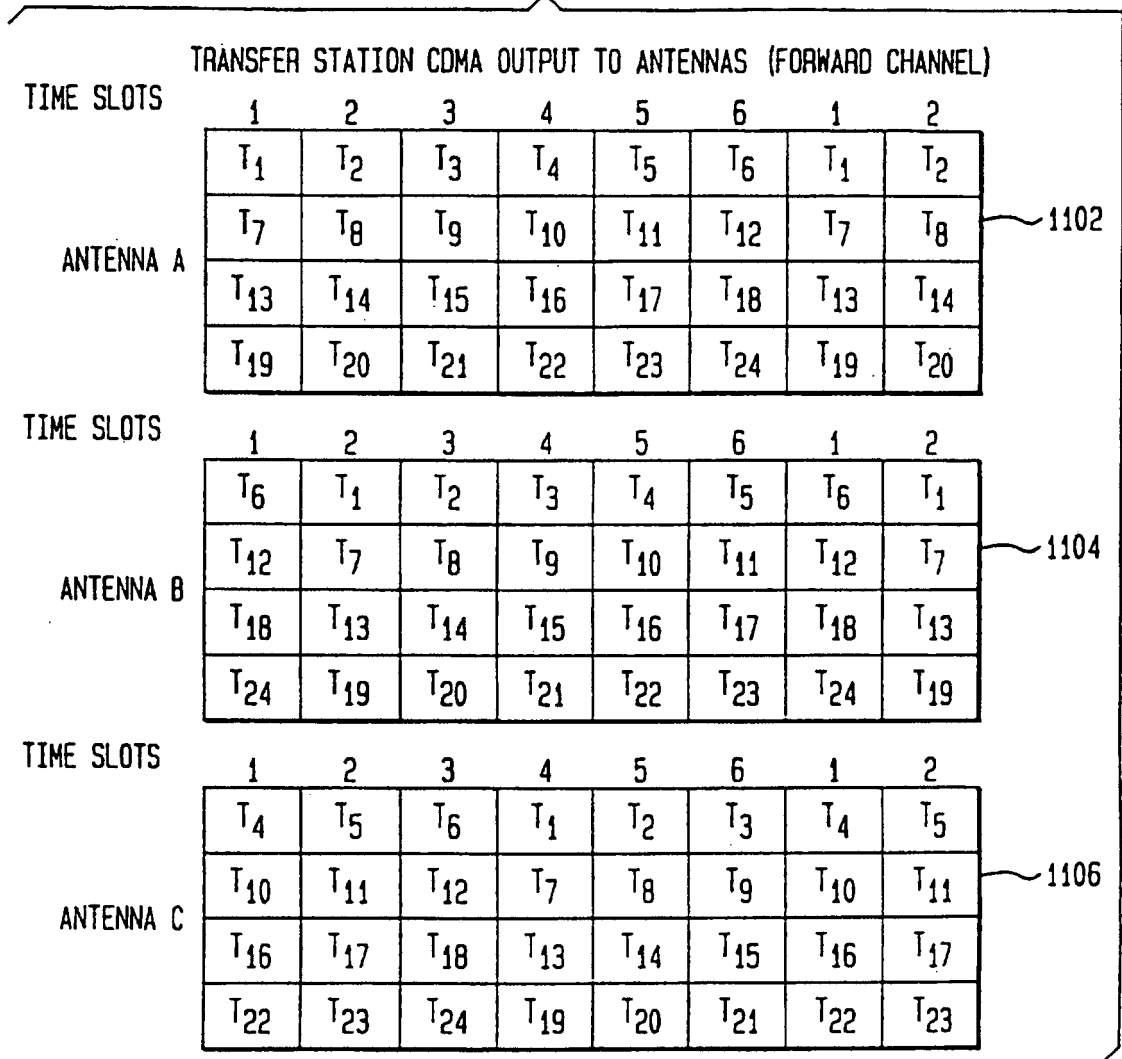 TRANSFER STATION CDMA OUTPUT TO ANTENNAS (FORWARD CHANNEL)
TIME SLOTS 1 2 3 4 5 6 1 2
T1 T2 T3 T4 T5 T6 T1 T2
T7 T8 T9 T10 T11 T12 T7 T8 1102
ANTENNA A
T13 T14 T15 T16 T17 T18 T13 T14
T19 T20 T21 T22 T23 T24 T19 T20
TIME SLOTS 1 2 3 4 5 6 1 2
T6 T1 T2 T3 T4 T5 T6 T1
T12 T7 T8 T9 T10 T11 T12 T7 1104
ANTENNA B
T18 T13 T14 T15 T16 T17 T18 T13
T24 T19 T20 T21 T22 T23 T24 T19
TIME SLOTS 1 2 3 4 5 6 1 2
T4 T5 T6 T1 T2 T3 T4 T5
T10 T11 T12 T7 T8 T9 T10 T11 1106
ANTENNA C
T16 T17 T18 T13 T14 T15 T16 T17
T22 T23 T24 T19 T20 T21 T22 T23